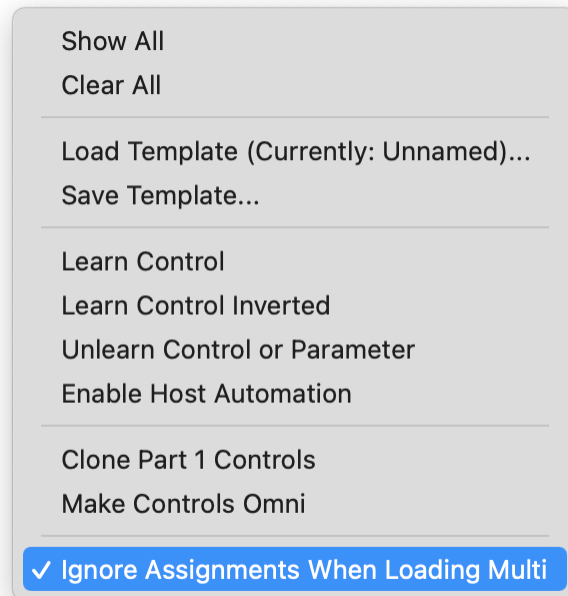 Show All
Clear All
Load Template (Currently: Unnamed)...
Save Template...
Learn Control
Learn Control Inverted
Unlearn Control or Parameter
Enable Host Automation
Clone Part 1 Controls
Make Controls Omni
✓ Ignore Assignments When Loading Multi